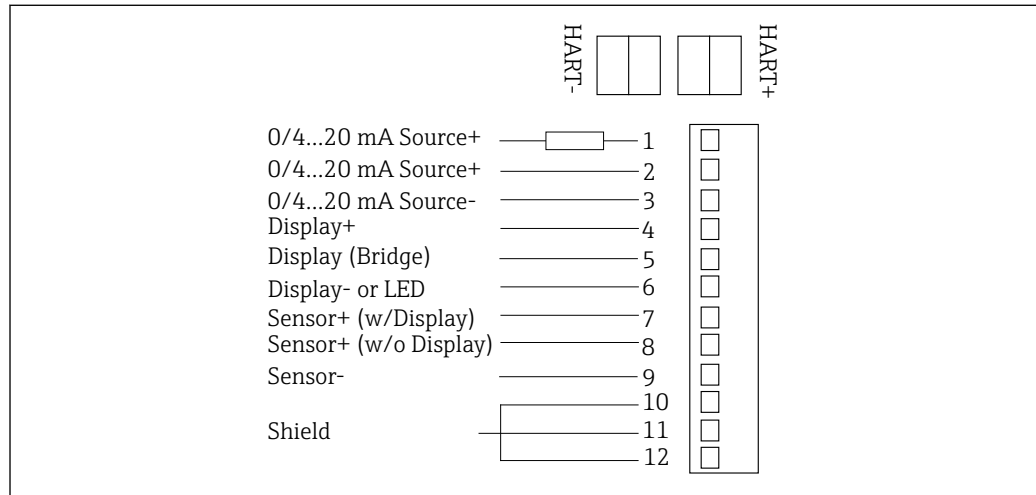 HART-
HART+
0/4...20 mA Source+ 1
0/4...20 mA Source+ 2
0/4...20 mA Source- 3
Display+ 4
Display (Bridge) 5
Display- or LED 6
Sensor+ (w/Display) 7
Sensor+ (w/o Display) 8
Sensor- 9
10
Shield 11
12